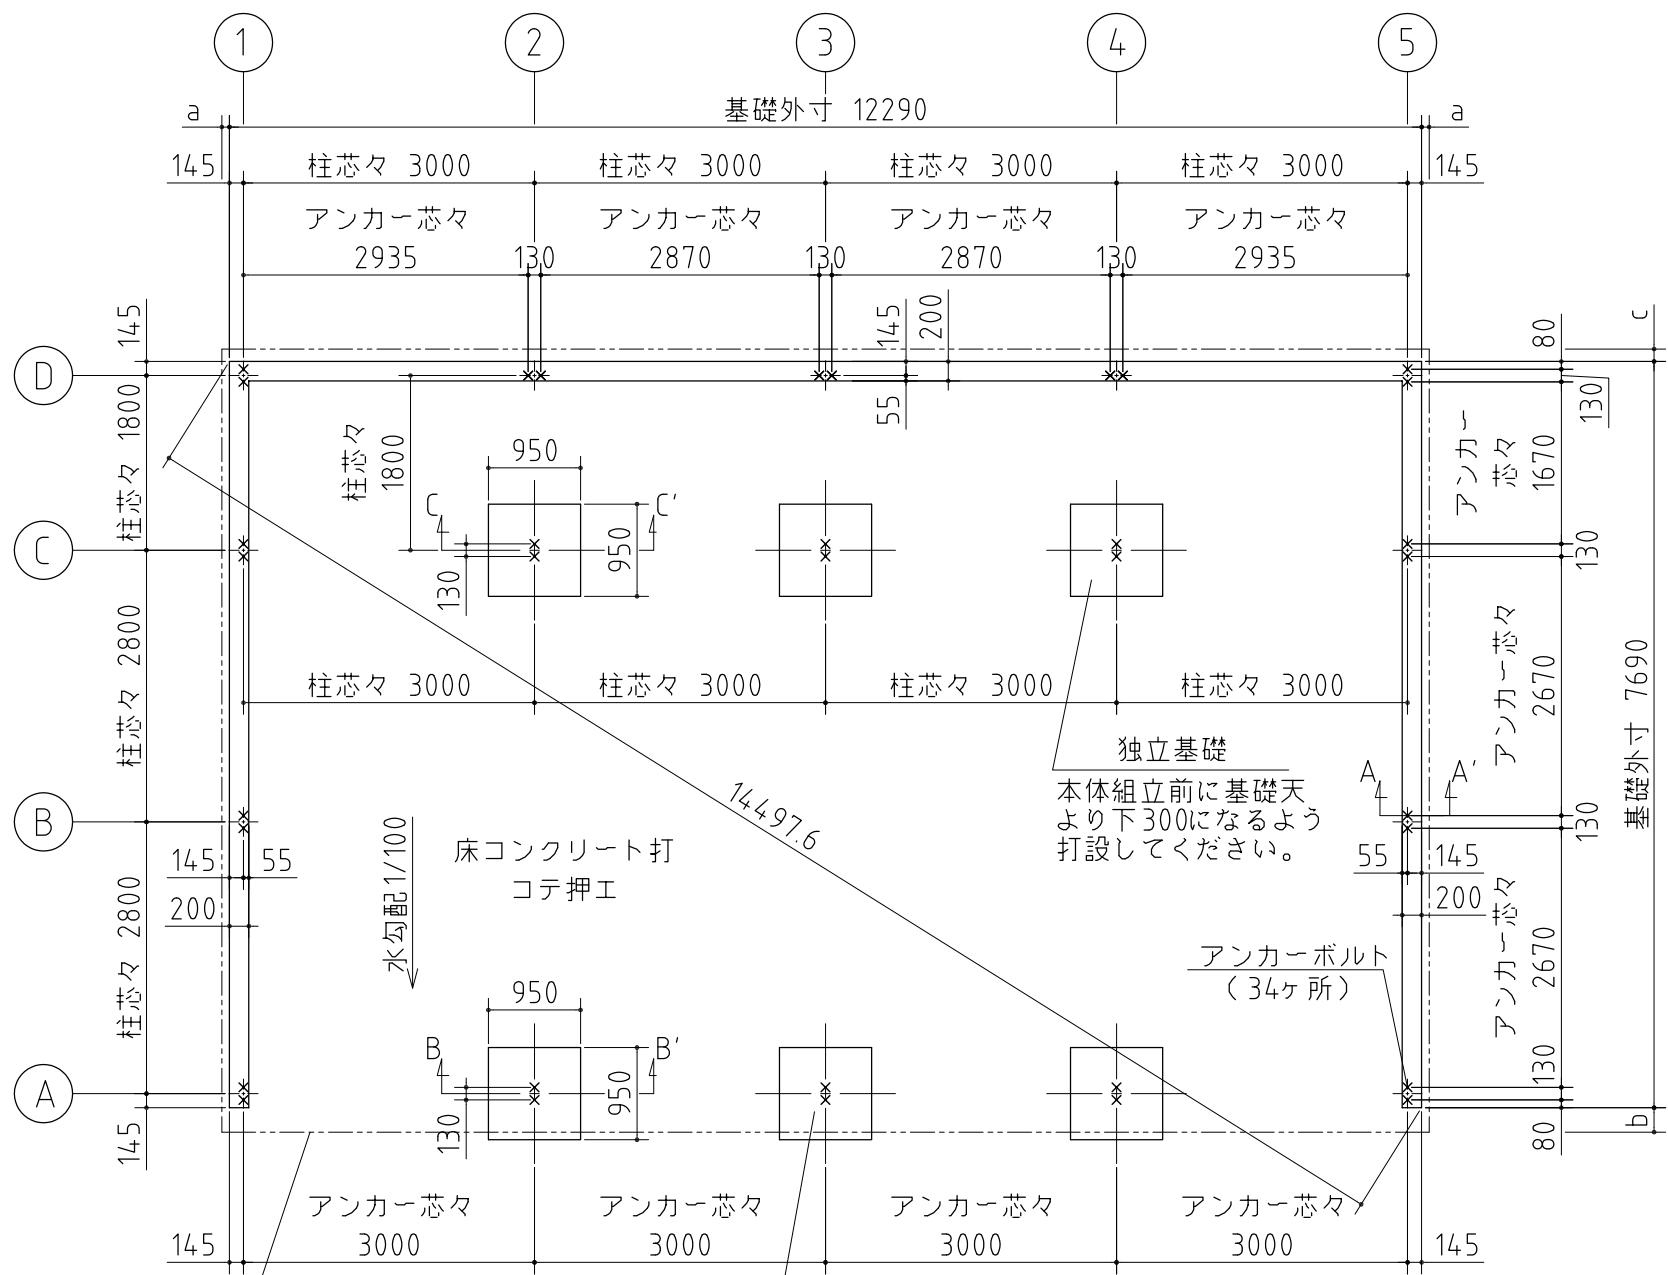 1 2 3 4 5
a 基礎外寸 12290 a
145 柱芯々 3000 柱芯々 3000 柱芯々 3000 柱芯々 3000 145
アンカー芯々 アンカー芯々 アンカー芯々 アンカー芯々
2935 130 2870 130 2870 130 2935
145
145
200
80
c
D
55
130
柱芯々 1800
柱芯々
1800
950
アンカー
芯々
1670
C C'
C
950
130
130
柱芯々 2800
アンカー芯々
2670
基礎外寸 7690
柱芯々 3000 柱芯々 3000 柱芯々 3000 柱芯々 3000
独立基礎
本体組立前に基礎天
より下300になるよう
打設してください。
14497.6
A A'
B
130
床コンクリート打
コテ押エ
水勾配1/100
145 55
200
55 145
200
柱芯々 2800
アンカー芯々
2670
アンカーボルト
(34ケ所)
950
B B'
A
950
130
130
145
80
b
アンカー芯々 アンカー芯々 アンカー芯々 アンカー芯々
145 3000 3000 3000 3000 145